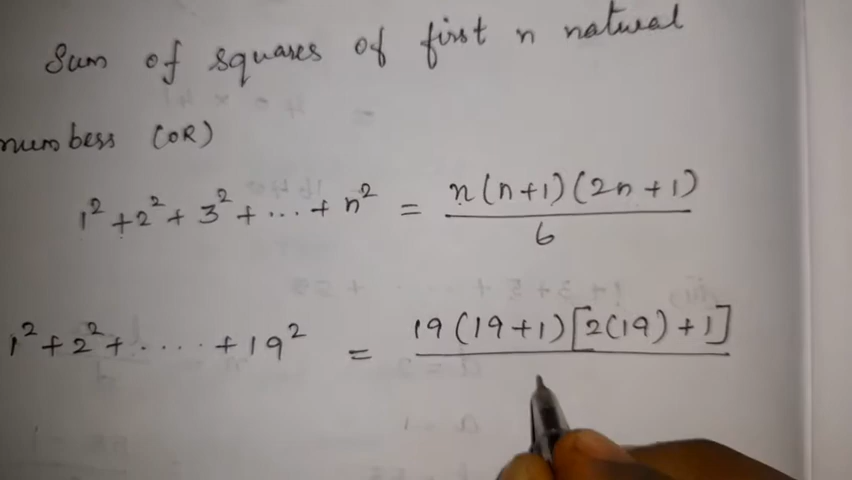 Sum of squares of first n natural
numbers (OR)
1² + 2² + 3² + ... + n² = n(n+1)(2n+1) / 6
1² + 2² + ..... + 19² = 19(19+1)[2(19)+1]